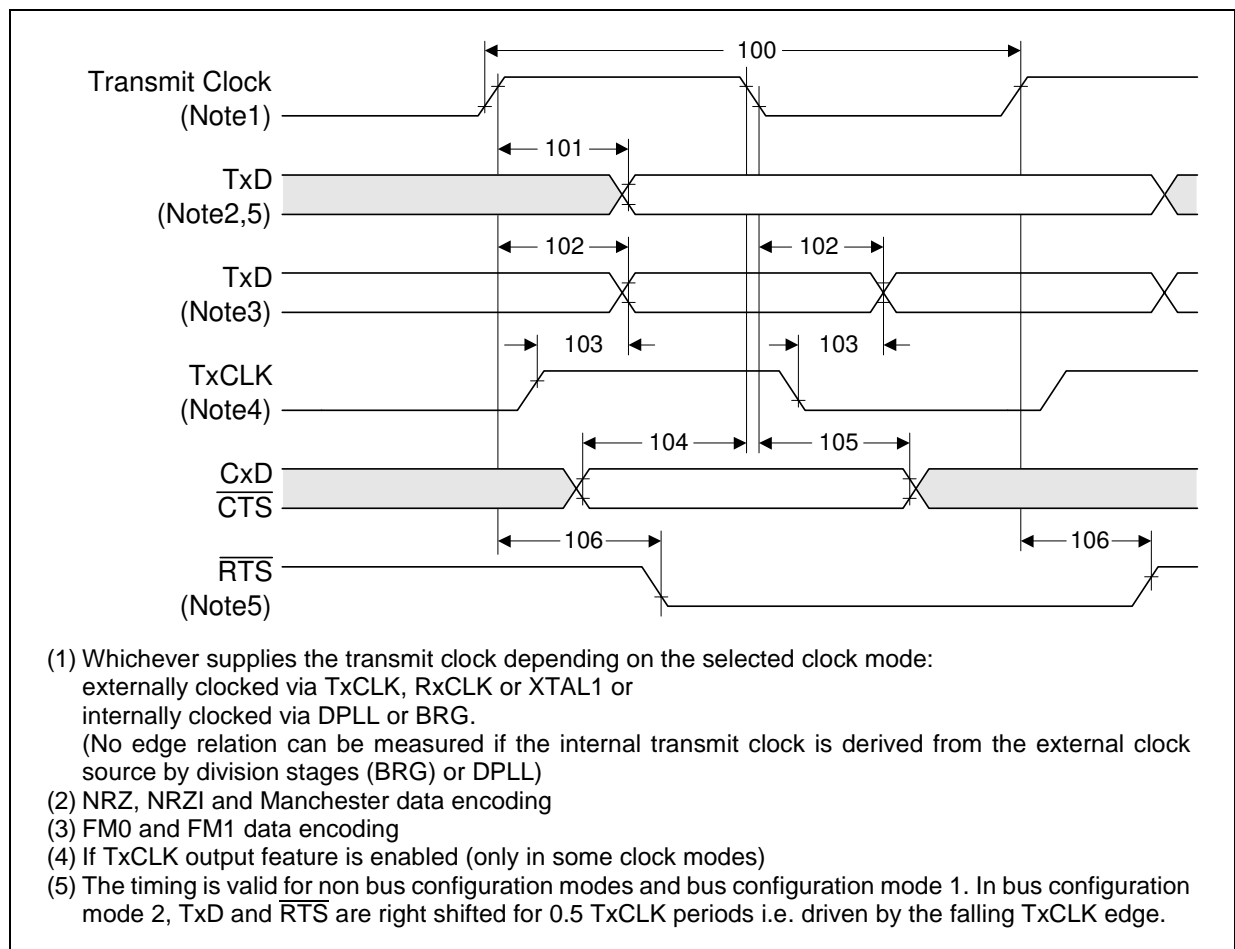 100
Transmit Clock
(Note1)
101
TxD
(Note2,5)
102
102
TxD
(Note3)
103
103
TxCLK
(Note4)
104
105
CxD
CTS
106
106
RTS
(Note5)
(1) Whichever supplies the transmit clock depending on the selected clock mode:
externally clocked via TxCLK, RxCLK or XTAL1 or
internally clocked via DPLL or BRG.
(No edge relation can be measured if the internal transmit clock is derived from the external clock
source by division stages (BRG) or DPLL)
(2) NRZ, NRZI and Manchester data encoding
(3) FM0 and FM1 data encoding
(4) If TxCLK output feature is enabled (only in some clock modes)
(5) The timing is valid for non bus configuration modes and bus configuration mode 1. In bus configuration
mode 2, TxD and RTS are right shifted for 0.5 TxCLK periods i.e. driven by the falling TxCLK edge.